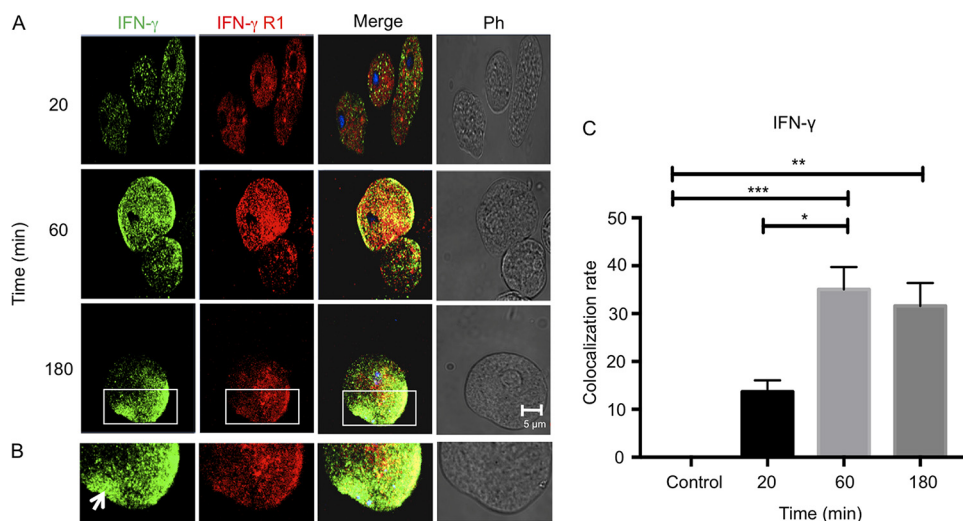 A
IFN-γ
IFN-γ R1
Merge
Ph
Time (min)
20
60
180
5 µm
B
C
IFN-γ
**
***
*
Colocalization rate
50
40
30
20
10
0
Control 20 60 180
Time (min)